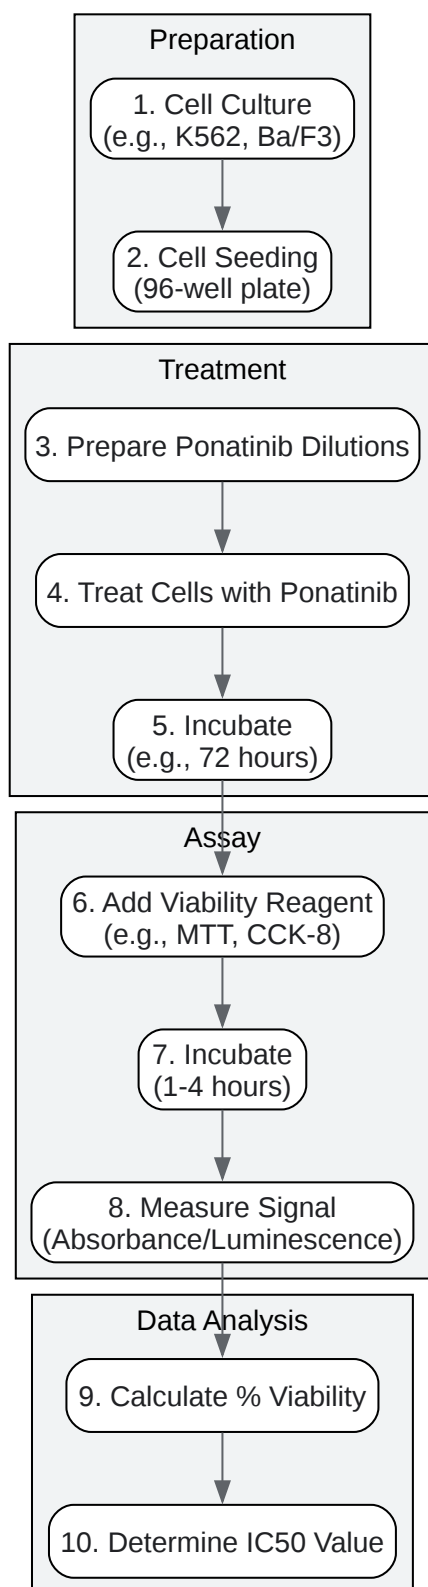 Preparation
1. Cell Culture
(e.g., K562, Ba/F3)
2. Cell Seeding
(96-well plate)
Treatment
3. Prepare Ponatinib Dilutions
4. Treat Cells with Ponatinib
5. Incubate
(e.g., 72 hours)
Assay
6. Add Viability Reagent
(e.g., MTT, CCK-8)
7. Incubate
(1-4 hours)
8. Measure Signal
(Absorbance/Luminescence)
Data Analysis
9. Calculate % Viability
10. Determine IC50 Value